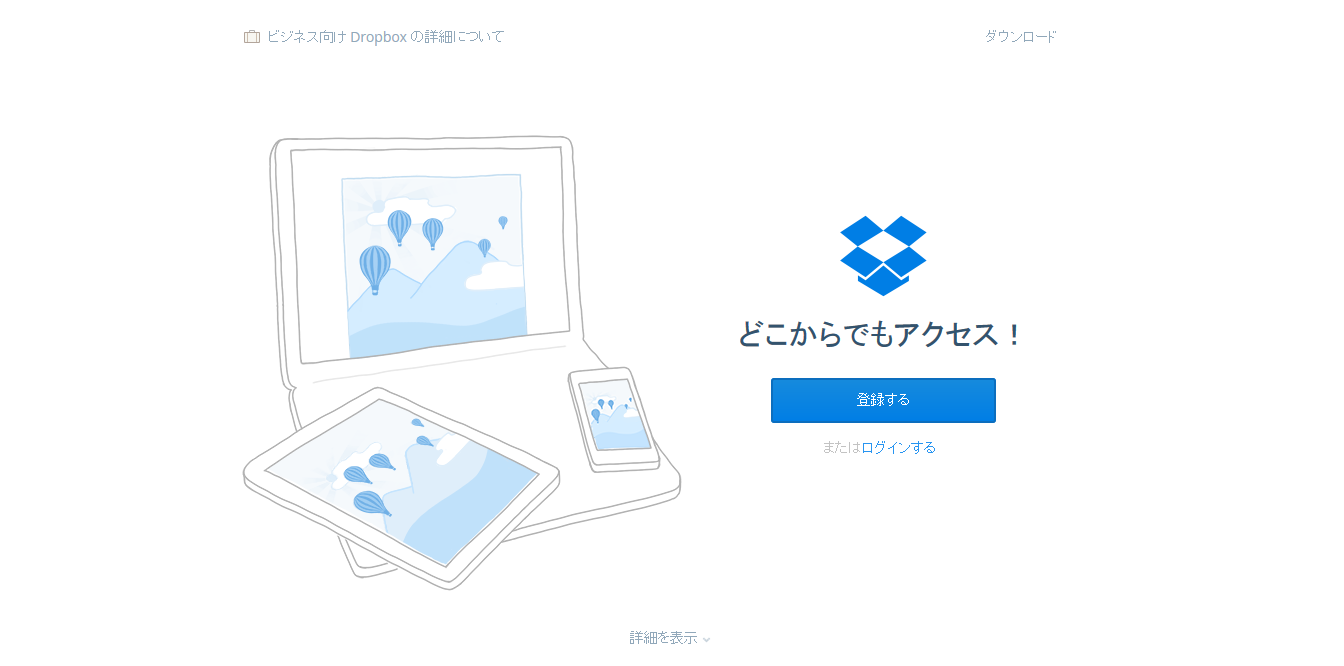 ビジネス向け Dropbox の詳細について
ダウンロード
どこからでもアクセス！
登録する
またはログインする
詳細を表示